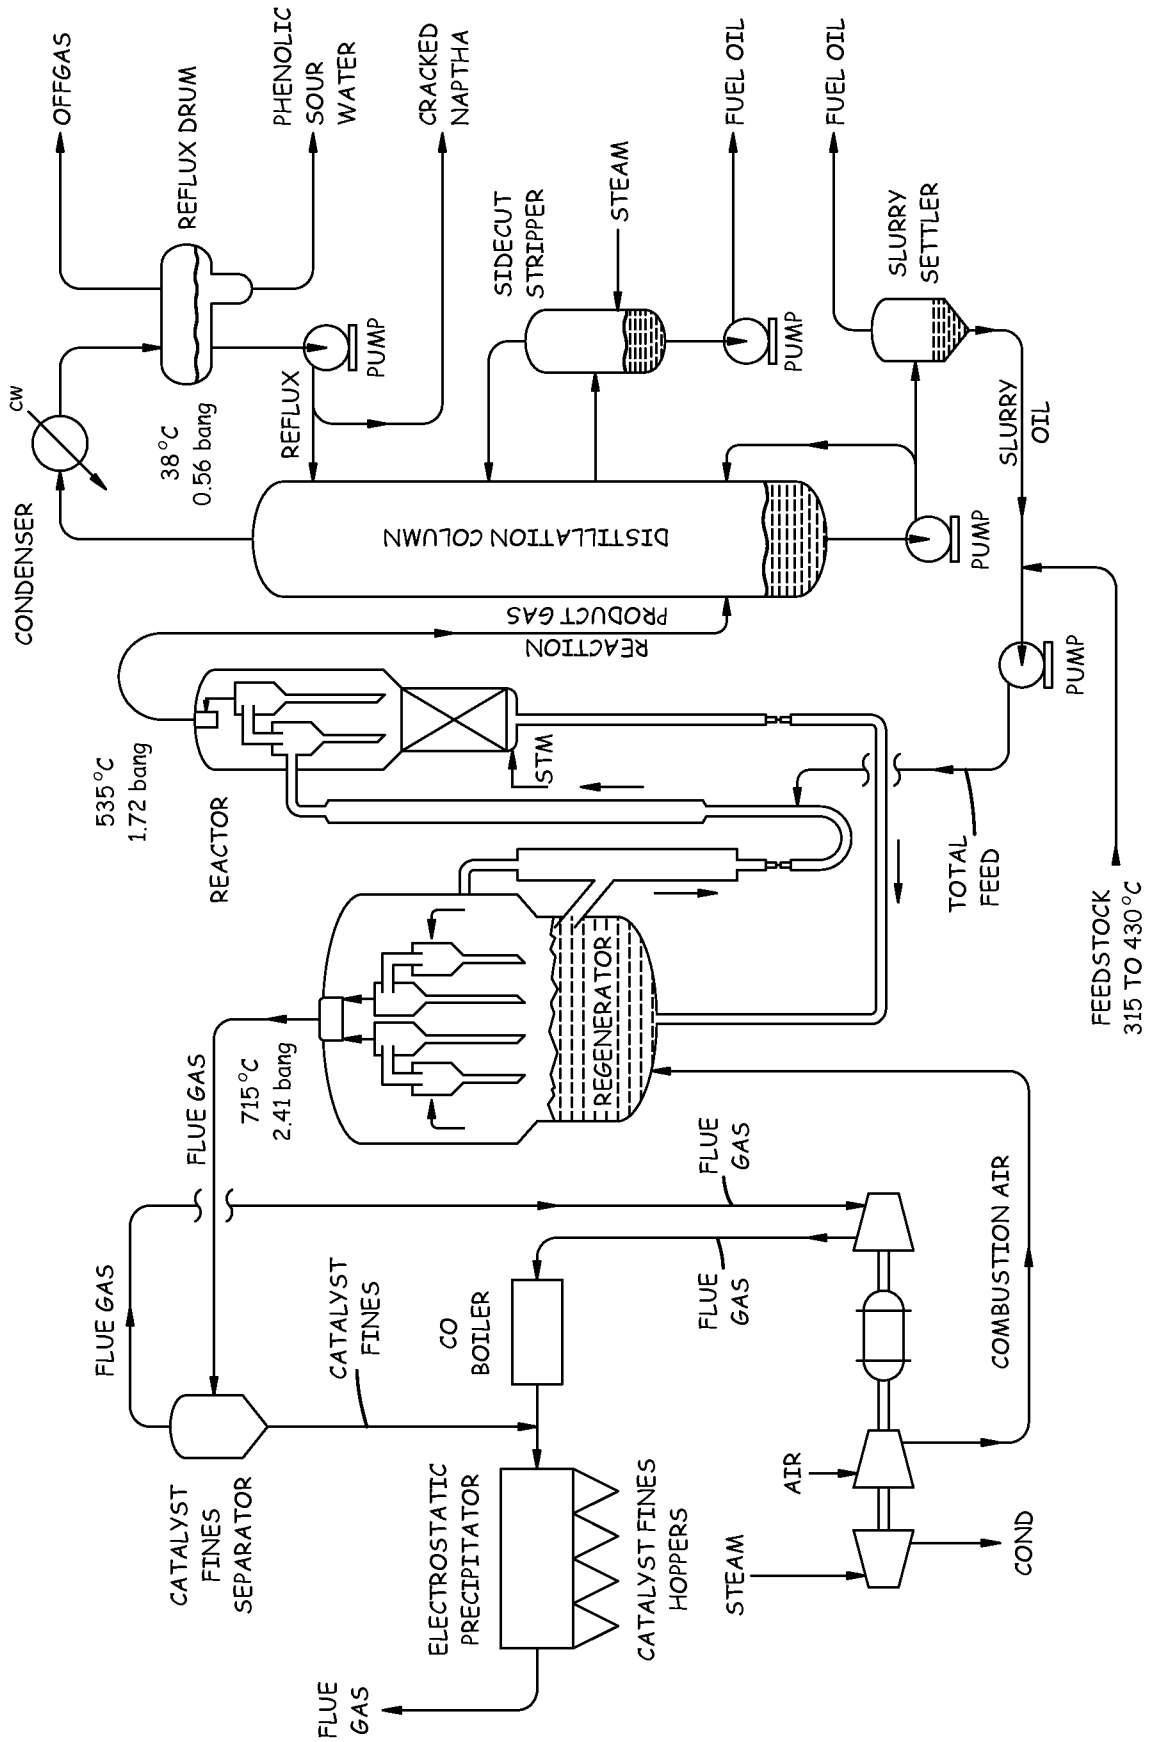 OFFGAS
PHENOLIC
SOUR
WATER
CRACKED
NAPTHA
FUEL OIL
FUEL OIL
REFLUX DRUM
CW
CONDENSER
38°C
0.56 bang
REFLUX
PUMP
SIDECUT
STRIPPER
STEAM
PUMP
SLURRY
SETTLER
SLURRY
OIL
DISTILLATION COLUMN
PUMP
REACTION
PRODUCT GAS
PUMP
535°C
1.72 bang
REACTOR
STM
TOTAL
FEED
FEEDSTOCK
315 TO 430°C
REGENERATOR
715°C
2.41 bang
FLUE GAS
FLUE GAS
FLUE
GAS
FLUE
GAS
COMBUSTION AIR
CATALYST
FINES
CO
BOILER
CATALYST
FINES
SEPARATOR
ELECTROSTATIC
PRECIPITATOR
CATALYST FINES
HOPPERS
AIR
STEAM
COND
FLUE
GAS